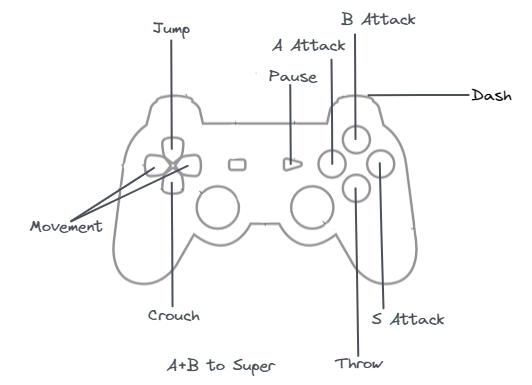 B Attack
Jump
A Attack
Pause
Dash
Movement
Crouch
S Attack
A+B to Super
Throw